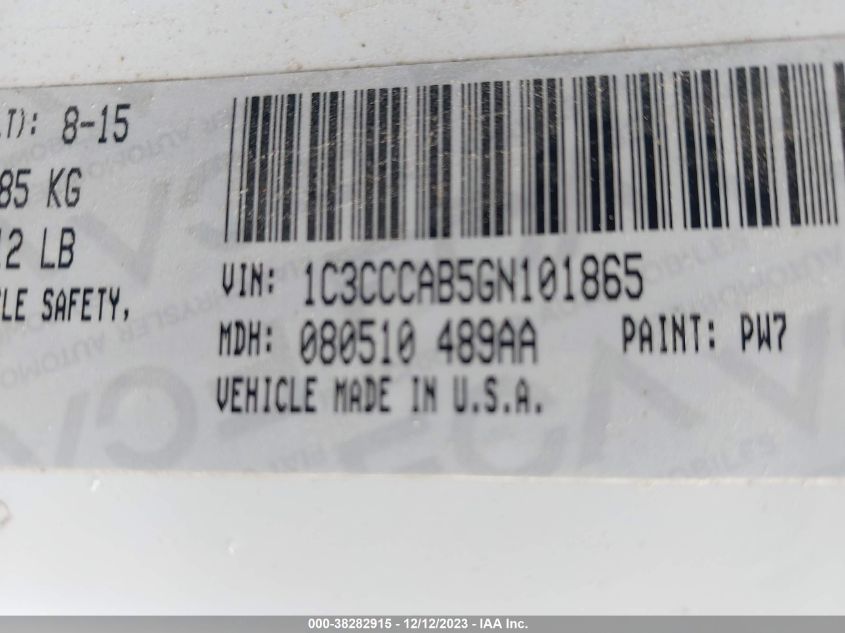 .T): 8-15
85 KG
12 LB
LE SAFETY,
VIN: 1C3CCCAB5GN101865
MDH: 080510 489AA PAINT: PW7
VEHICLE MADE IN U.S.A.
000-38282915 - 12/12/2023 - IAA Inc.